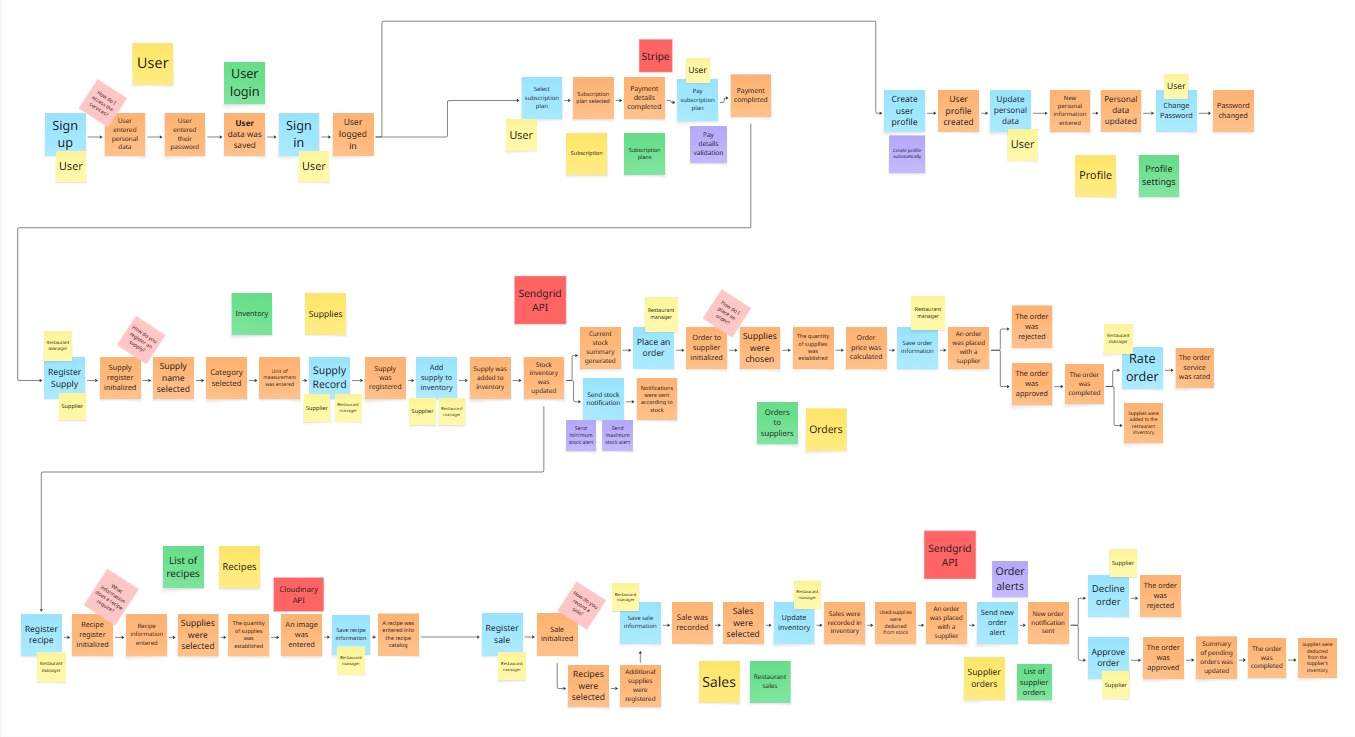 User
User
login
How do I
access the
services?
Sign
up
User
User
entered
personal
data
User
entered
their
password
User
data was
saved
Sign
in
User
User
logged
in
Stripe
User
Select
subscription
plan
User
Subscription
plan selected
Payment
details
completed
Pay
subscription
plan
Payment
completed
Subscription
Subscription
plans
Pay
details
validation
Create
user
profile
Create profile
automatically
User
profile
created
Update
personal
data
User
New
personal
information
entered
Personal
data
updated
User
Change
Password
Password
changed
Profile
Profile
settings
Inventory
Supplies
Restaurant
manager
Register
Supply
Supplier
How do you
register an
supply?
Supply
register
initialized
Supply
name
selected
Category
selected
Unit of
measurement
was entered
Supply
Record
Supplier
Restaurant
manager
Supply
was
registered
Add
supply to
inventory
Supplier
Restaurant
manager
Supply was
added to
inventory
Stock
inventory
was
updated
Sendgrid
API
Current
stock
summary
generated
Restaurant
manager
Place an
order
How do I
place an
order?
Order to
supplier
initialized
Supplies
were
chosen
The quantity
of supplies
was
established
Order
price was
calculated
Restaurant
manager
Save order
information
An order
was placed
with a
supplier
The order
was
rejected
The order
was
approved
The order
was
completed
Restaurant
manager
Rate
order
The order
service
was rated
Supplies were
added to the
restaurant
inventory
Send stock
notification
Notifications
were sent
according to
stock
Send
minimum
stock alert
Send
maximum
stock alert
Orders
to
suppliers
Orders
List of
recipes
Recipes
Cloudinary
API
What
information
does a recipe
require?
Register
recipe
Restaurant
manager
Recipe
register
initialized
Recipe
information
entered
Supplies
were
selected
The quantity
of supplies
was
established
An image
was
entered
Save recipe
information
Restaurant
manager
A recipe was
entered into
the recipe
catalog
Register
sale
Restaurant
manager
How do you
record a
sale?
Sale
initialized
Recipes
were
selected
Additional
supplies
were
registered
Restaurant
manager
Save sale
information
Sale was
recorded
Sales
were
selected
Restaurant
manager
Update
inventory
Sales were
recorded in
inventory
Used supplies
were
deducted
from stock
An order
was placed
with a
supplier
Sendgrid
API
Order
alerts
Send new
order
alert
New order
notification
sent
Sales
Restaurant
sales
Supplier
orders
List of
supplier
orders
Supplier
Decline
order
The order
was
rejected
Approve
order
Supplier
The order
was
approved
Summary
of pending
orders was
updated
The order
was
completed
Supplies were
deducted
from the
supplier's
inventory